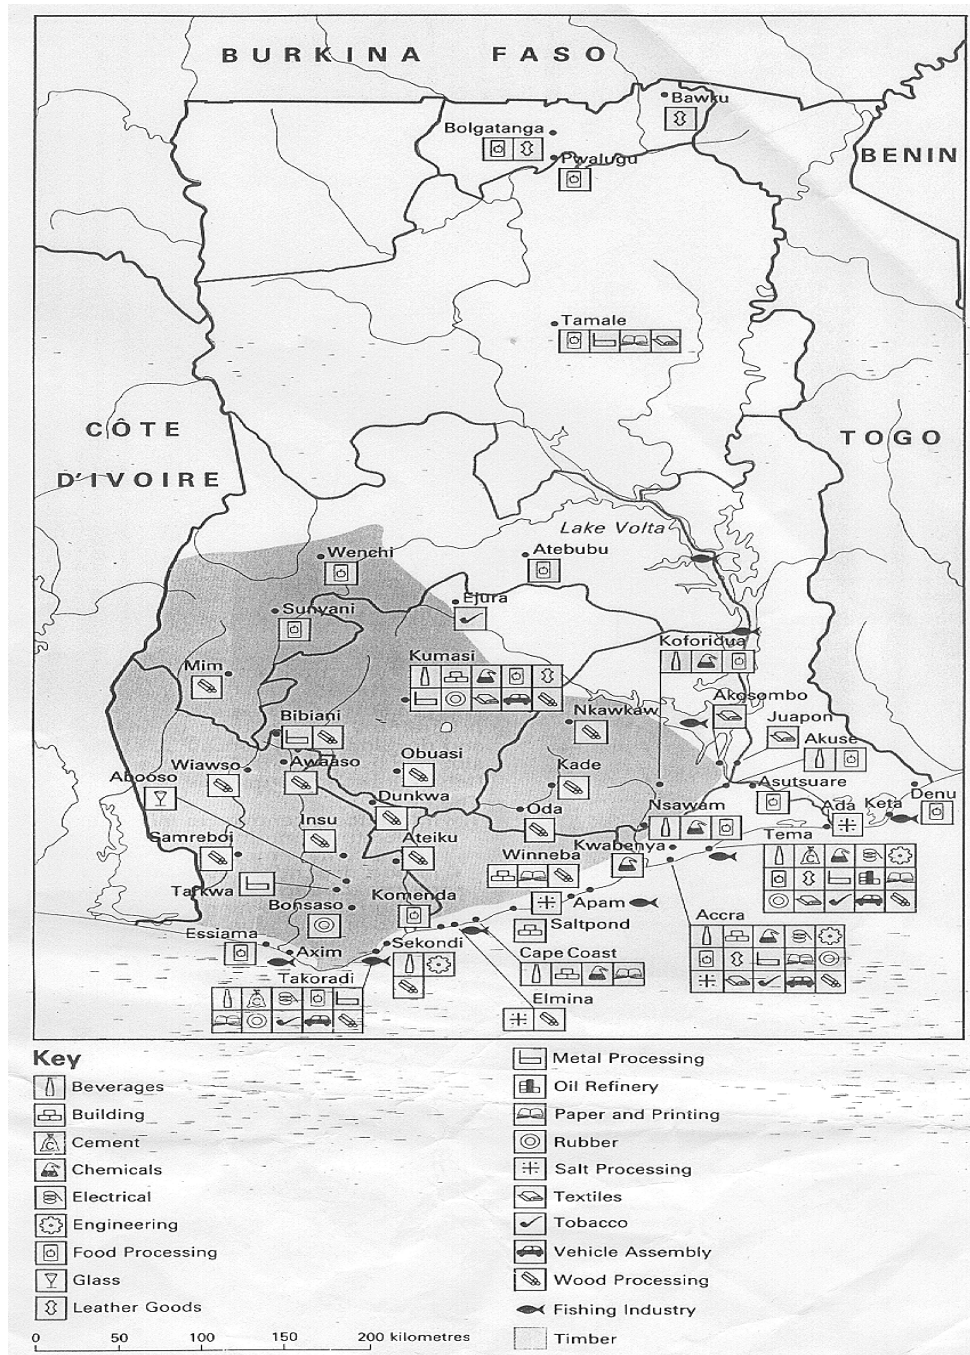 BURKINA FASO
Bawku
Bolgatanga
BENIN
Pwalugu
Tamale
CÔTE
D'IVOIRE
TOGO
Lake Volta
Wenchi
Atebubu
Ejura
Sunyani
Koforidua
Kumasi
Mim
Akosombo
Nkawkaw
Juapon
Bibiani
Akuse
Obuasi
Awaaso
Wiawso
Kade
Abooso
Asutsuare
Denu
Dunkwa
Nsawam
Ada
Keta
Oda
Insu
Tema
Samreboi
Ateiku
Kwabenya
Winneba
Tarkwa
Komenda
Apam
Bonsaso
Accra
Saltpond
Essiama
Sekondi
Axim
Cape Coast
Takoradi
Elmina
Key
Beverages
Building
Cement
Chemicals
Electrical
Engineering
Food Processing
Glass
Leather Goods
Metal Processing
Oil Refinery
Paper and Printing
Rubber
Salt Processing
Textiles
Tobacco
Vehicle Assembly
Wood Processing
Fishing Industry
Timber
0 50 100 150 200 kilometres